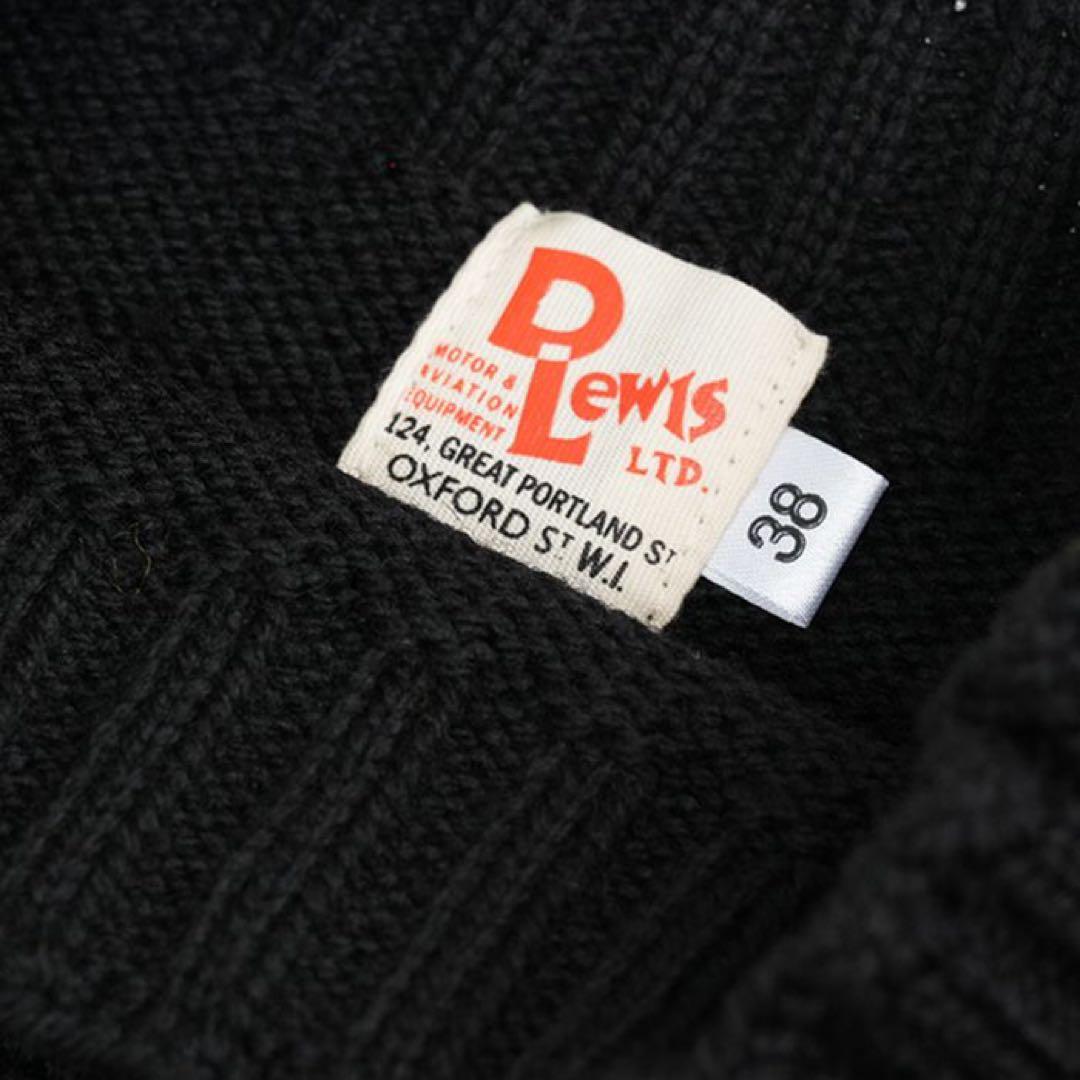 D Lewis
LTD.
MOTOR &
AVIATION
EQUIPMENT
124, GREAT PORTLAND ST
OXFORD ST W.I.
38